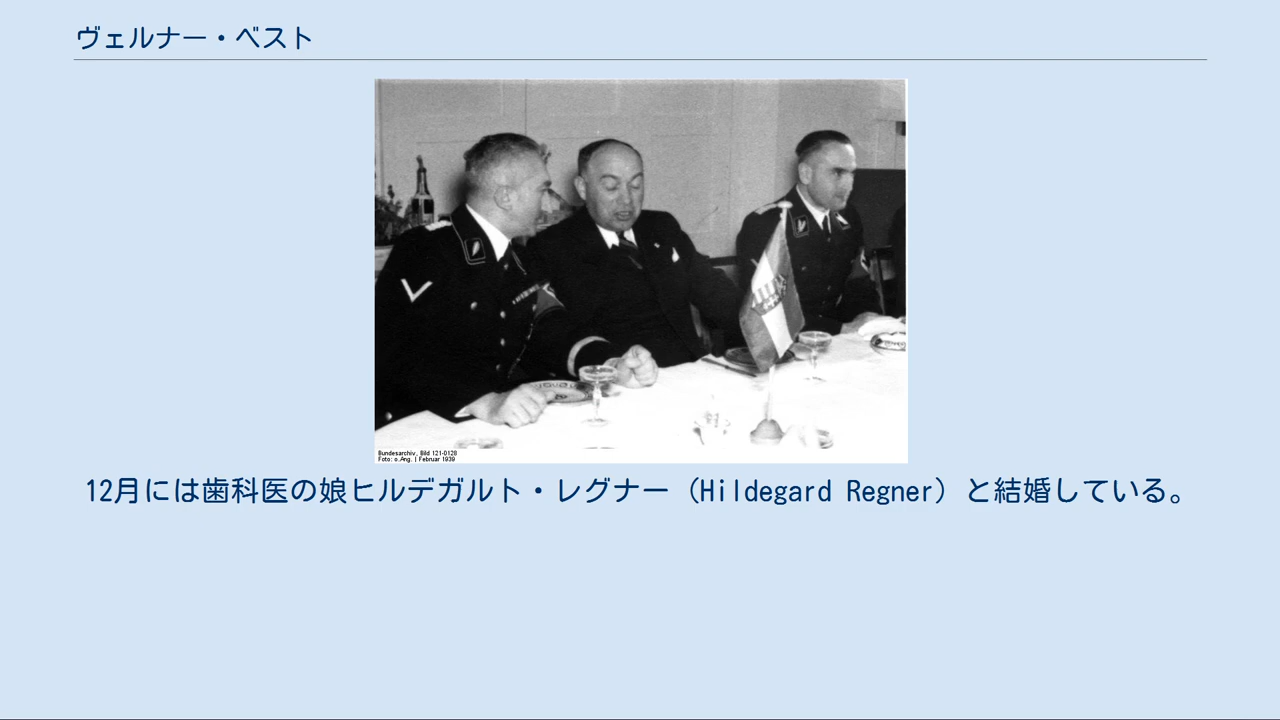 ヴェルナー・ベスト
Bundesarchiv, Bild 121-0128
Foto: o.Ang. | Februar 1939
12月には歯科医の娘ヒルデガルト・レグナー（Hildegard Regner）と結婚している。